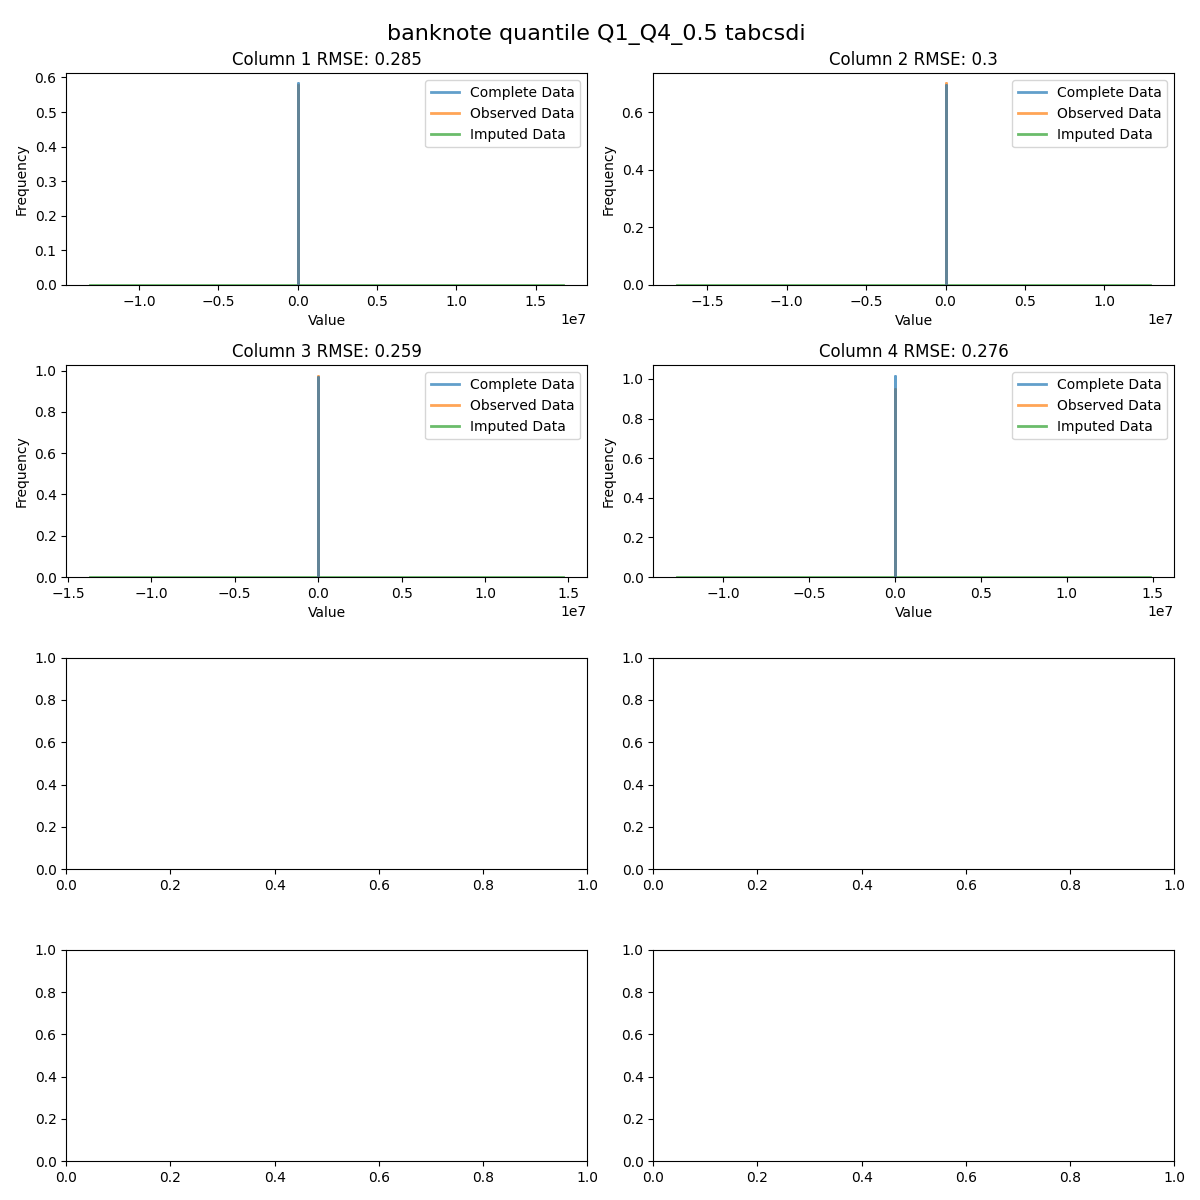 banknote quantile Q1_Q4_0.5 tabcsdi
Column 1 RMSE: 0.285
Frequency
0.6
0.5
0.4
0.3
0.2
0.1
0.0
Complete Data
Observed Data
Imputed Data
−1.0 −0.5 0.0 0.5 1.0 1.5
1e7
Value
Column 2 RMSE: 0.3
Frequency
0.6
0.4
0.2
0.0
Complete Data
Observed Data
Imputed Data
−1.5 −1.0 −0.5 0.0 0.5 1.0
1e7
Value
Column 3 RMSE: 0.259
Frequency
1.0
0.8
0.6
0.4
0.2
0.0
Complete Data
Observed Data
Imputed Data
−1.5 −1.0 −0.5 0.0 0.5 1.0 1.5
1e7
Value
Column 4 RMSE: 0.276
Frequency
1.0
0.8
0.6
0.4
0.2
0.0
Complete Data
Observed Data
Imputed Data
−1.0 −0.5 0.0 0.5 1.0 1.5
1e7
Value
1.0
0.8
0.6
0.4
0.2
0.0
0.0 0.2 0.4 0.6 0.8 1.0
1.0
0.8
0.6
0.4
0.2
0.0
0.0 0.2 0.4 0.6 0.8 1.0
1.0
0.8
0.6
0.4
0.2
0.0
0.0 0.2 0.4 0.6 0.8 1.0
1.0
0.8
0.6
0.4
0.2
0.0
0.0 0.2 0.4 0.6 0.8 1.0